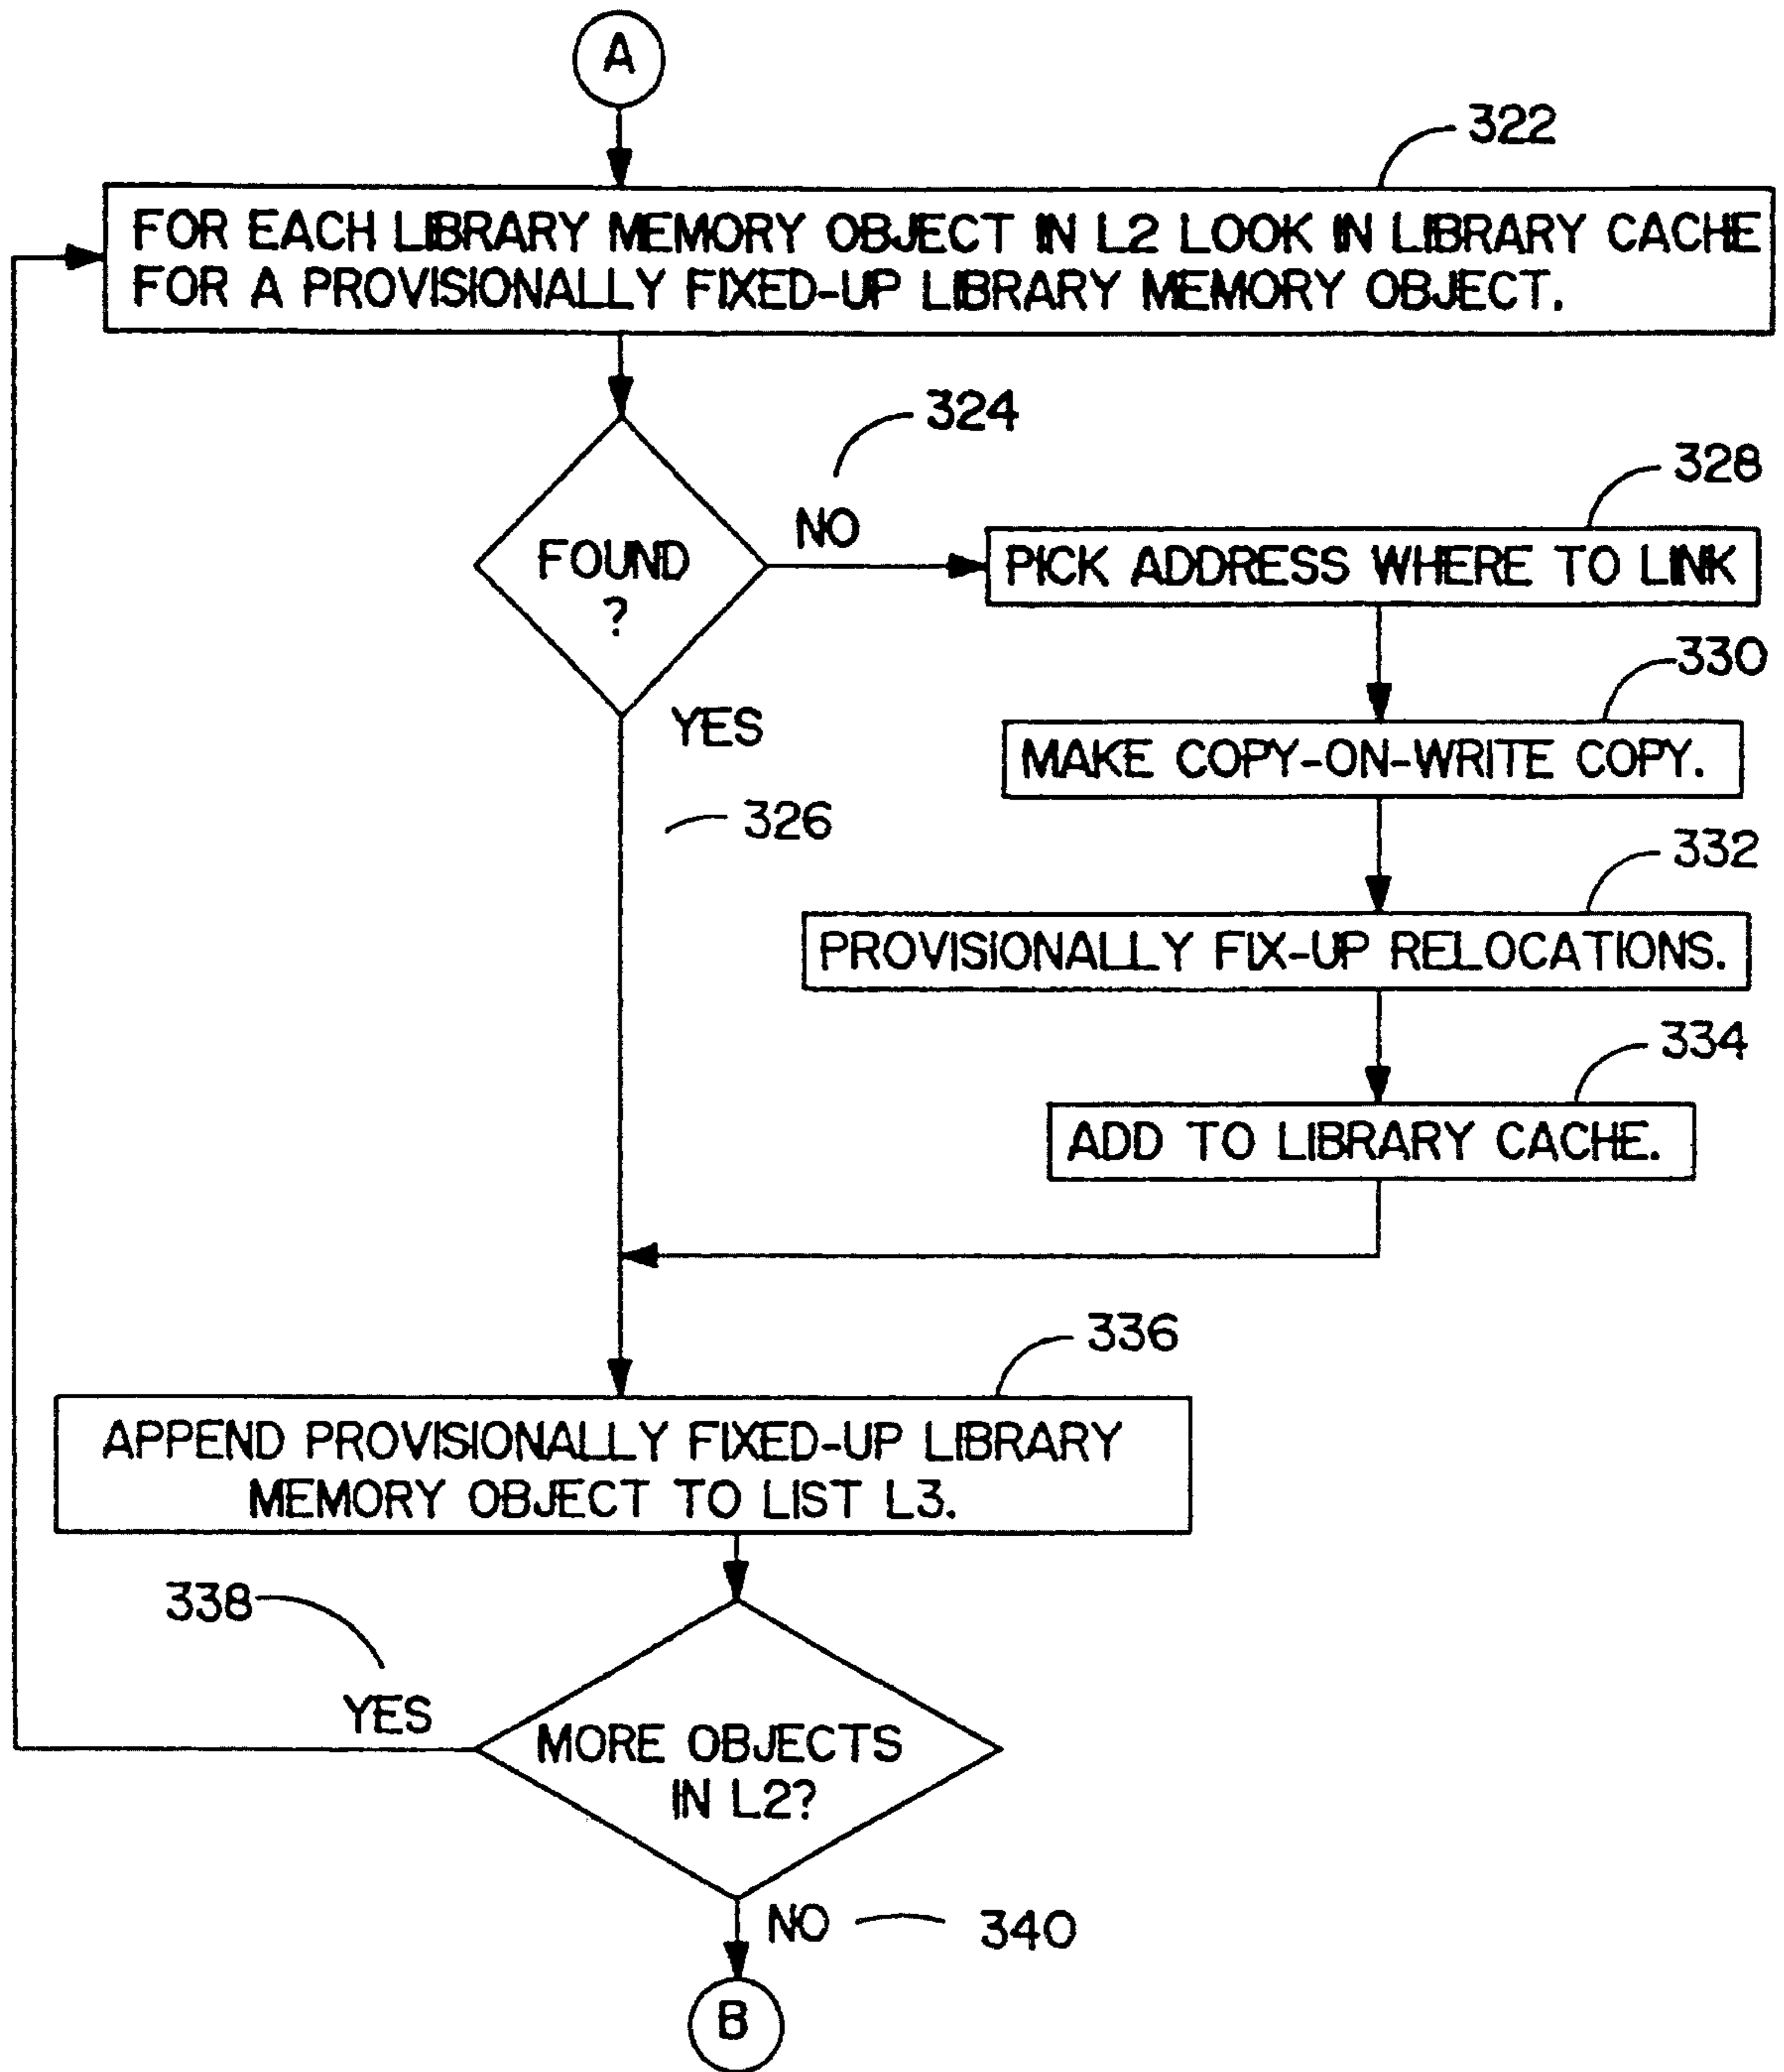 A
322
FOR EACH LIBRARY MEMORY OBJECT IN L2 LOOK IN LIBRARY CACHE
FOR A PROVISIONALLY FIXED-UP LIBRARY MEMORY OBJECT.
324
NO
FOUND
?
328
PICK ADDRESS WHERE TO LINK
330
MAKE COPY-ON-WRITE COPY.
YES
326
332
PROVISIONALLY FIX-UP RELOCATIONS.
334
ADD TO LIBRARY CACHE.
336
APPEND PROVISIONALLY FIXED-UP LIBRARY
MEMORY OBJECT TO LIST L3.
338
YES
MORE OBJECTS
IN L2?
NO
340
B